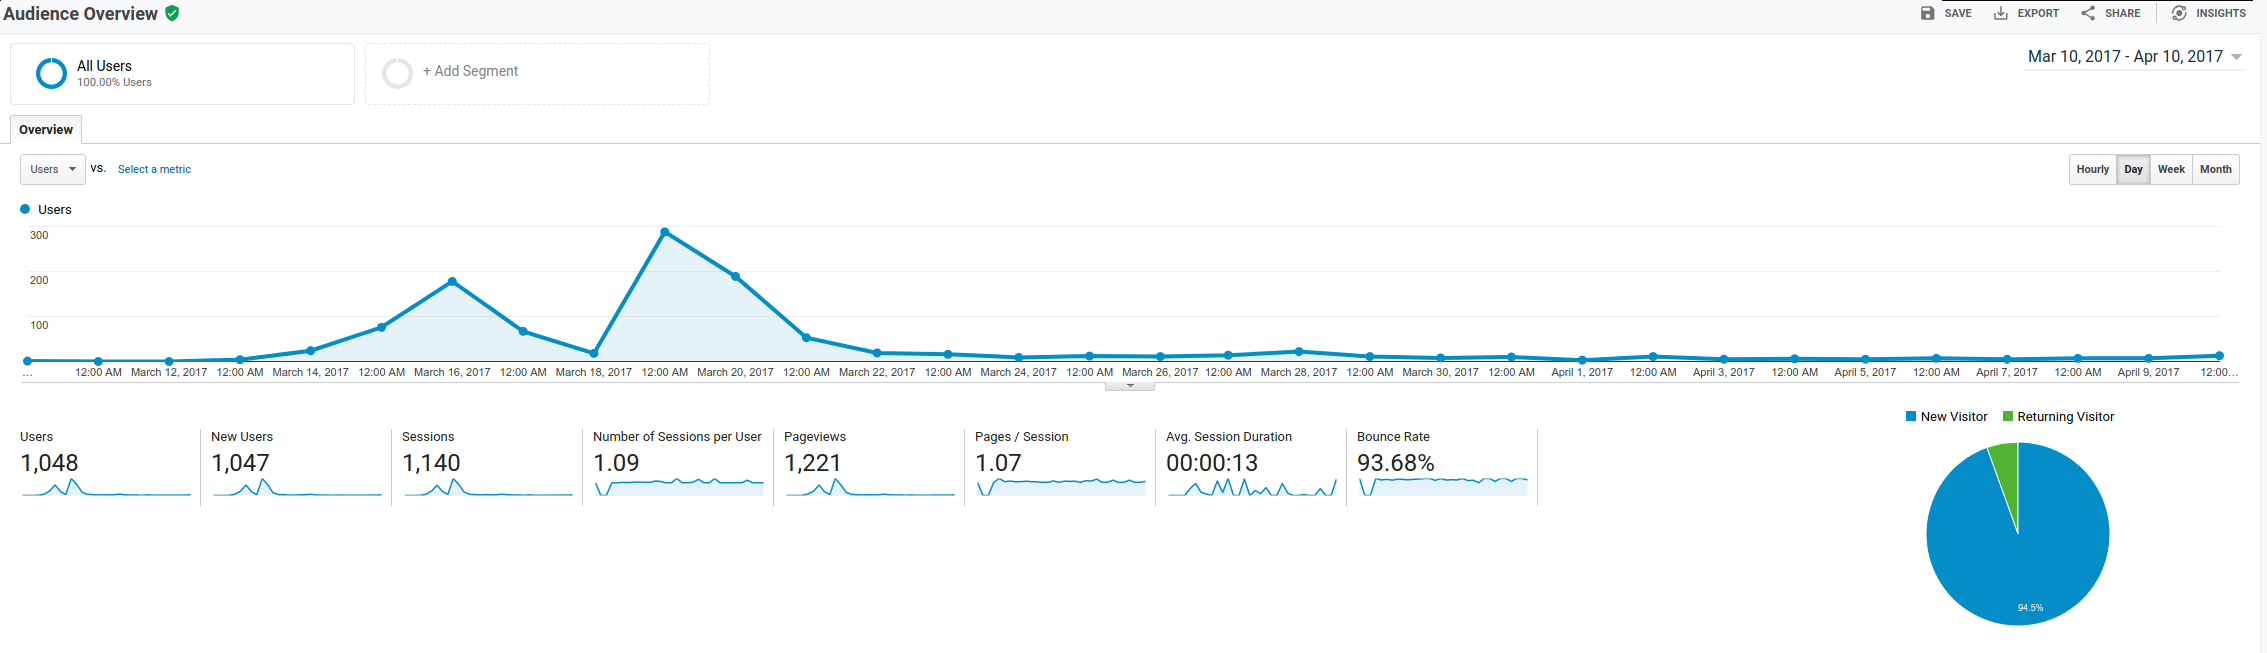 Audience Overview
SAVE EXPORT SHARE INSIGHTS
All Users
100.00% Users
+ Add Segment
Mar 10, 2017 - Apr 10, 2017
Overview
Users vs. Select a metric
Hourly Day Week Month
Users
300
200
100
... 12:00 AM March 12, 2017 12:00 AM March 14, 2017 12:00 AM March 16, 2017 12:00 AM March 18, 2017 12:00 AM March 20, 2017 12:00 AM March 22, 2017 12:00 AM March 24, 2017 12:00 AM March 26, 2017 12:00 AM March 28, 2017 12:00 AM March 30, 2017 12:00 AM April 1, 2017 12:00 AM April 3, 2017 12:00 AM April 5, 2017 12:00 AM April 7, 2017 12:00 AM April 9, 2017 12:00...
New Visitor Returning Visitor
Users
1,048
New Users
1,047
Sessions
1,140
Number of Sessions per User
1.09
Pageviews
1,221
Pages / Session
1.07
Avg. Session Duration
00:00:13
Bounce Rate
93.68%
94.5%